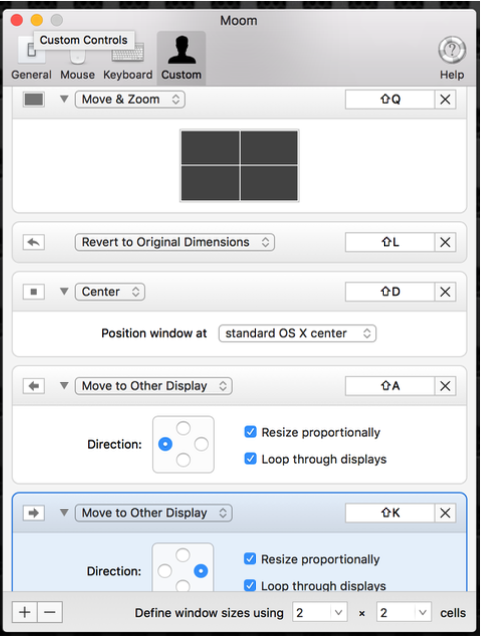 Moom
Custom Controls
General Mouse Keyboard Custom Help
Move & Zoom ⇧Q
Revert to Original Dimensions ⇧L
Center ⇧D
Position window at standard OS X center
Move to Other Display ⇧A
Direction: Resize proportionally
Loop through displays
Move to Other Display ⇧K
Direction: Resize proportionally
Loop through displays
Define window sizes using 2 × 2 cells